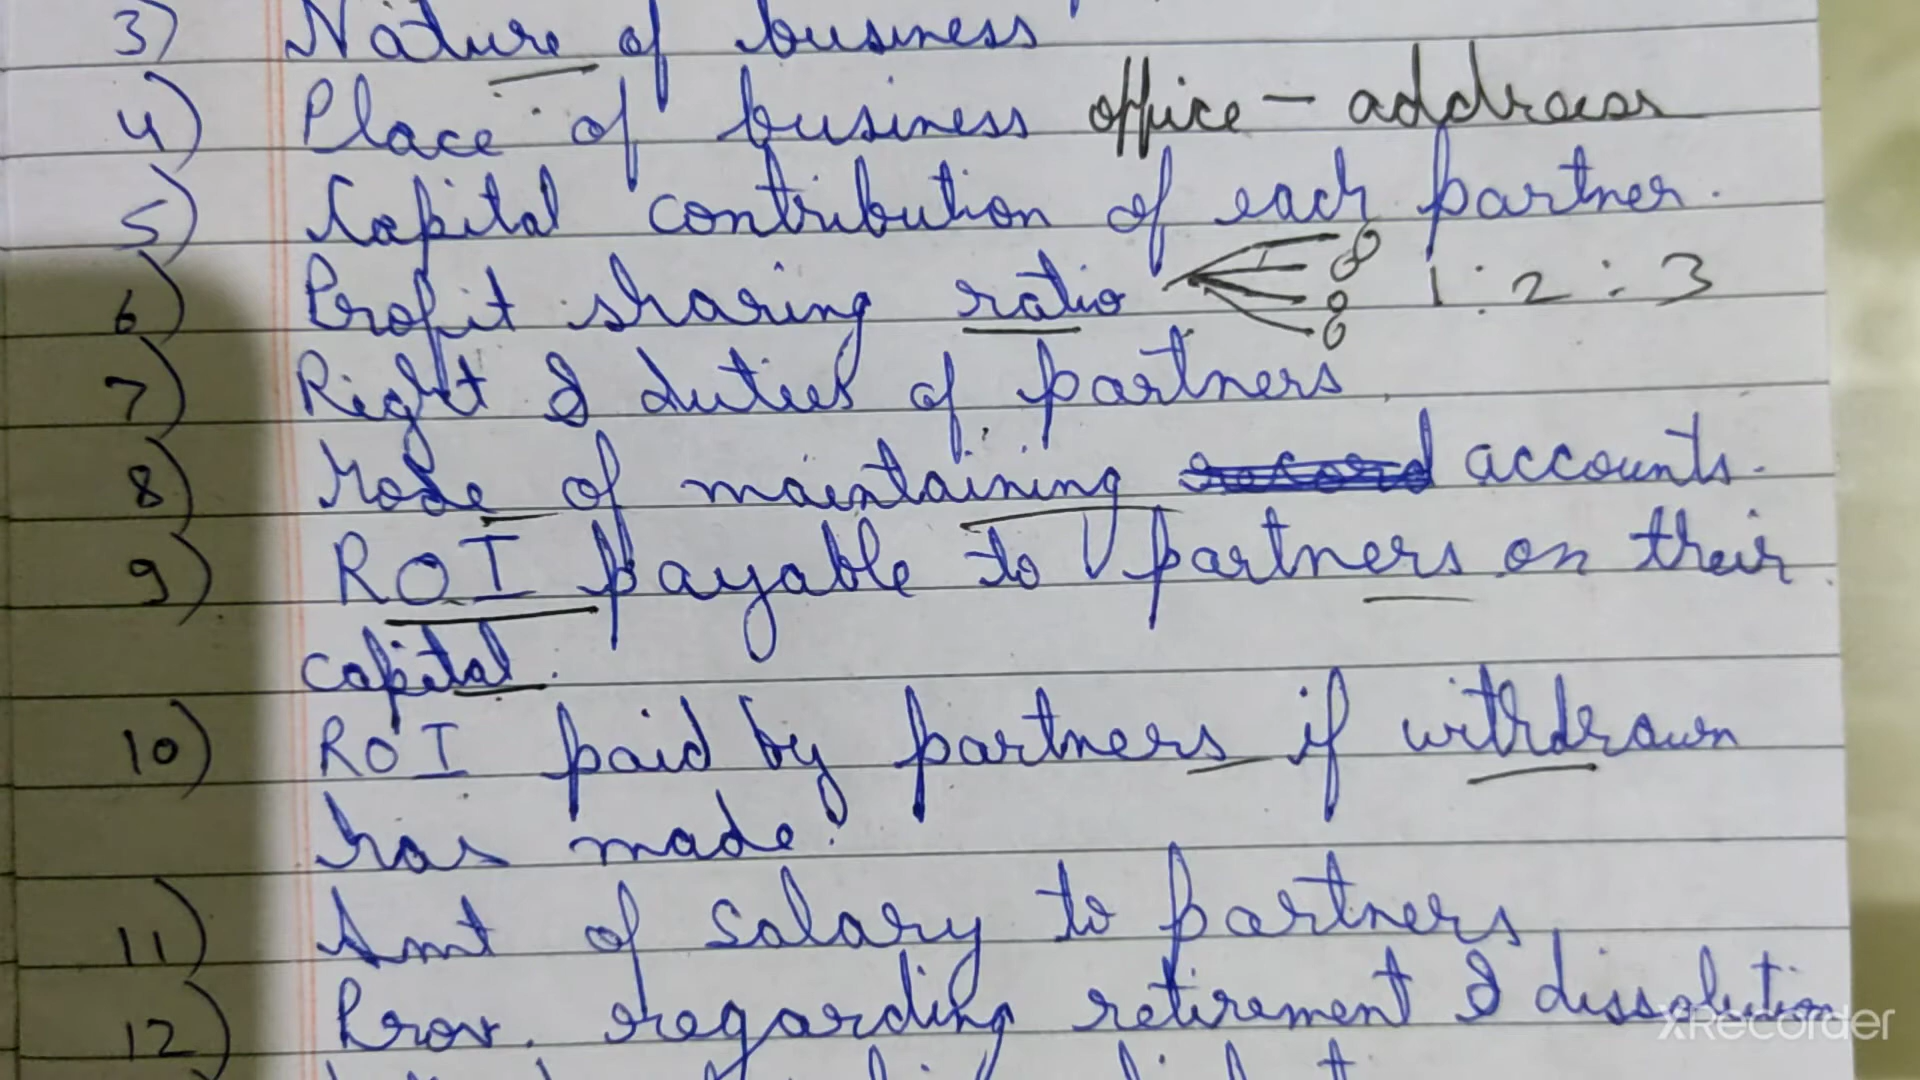 3) Nature of business
4) Place of business office - address
5) Capital contribution of each partner.
6) Profit sharing ratio 1 : 2 : 3
7) Right & duties of partners.
8) Mode of maintaining accounts.
9) ROI payable to partners on their
capital.
10) ROI paid by partners if withdrawn
has made.
11) Amt of salary to partners
12) Prov. regarding retirement & dissolution
XRecorder